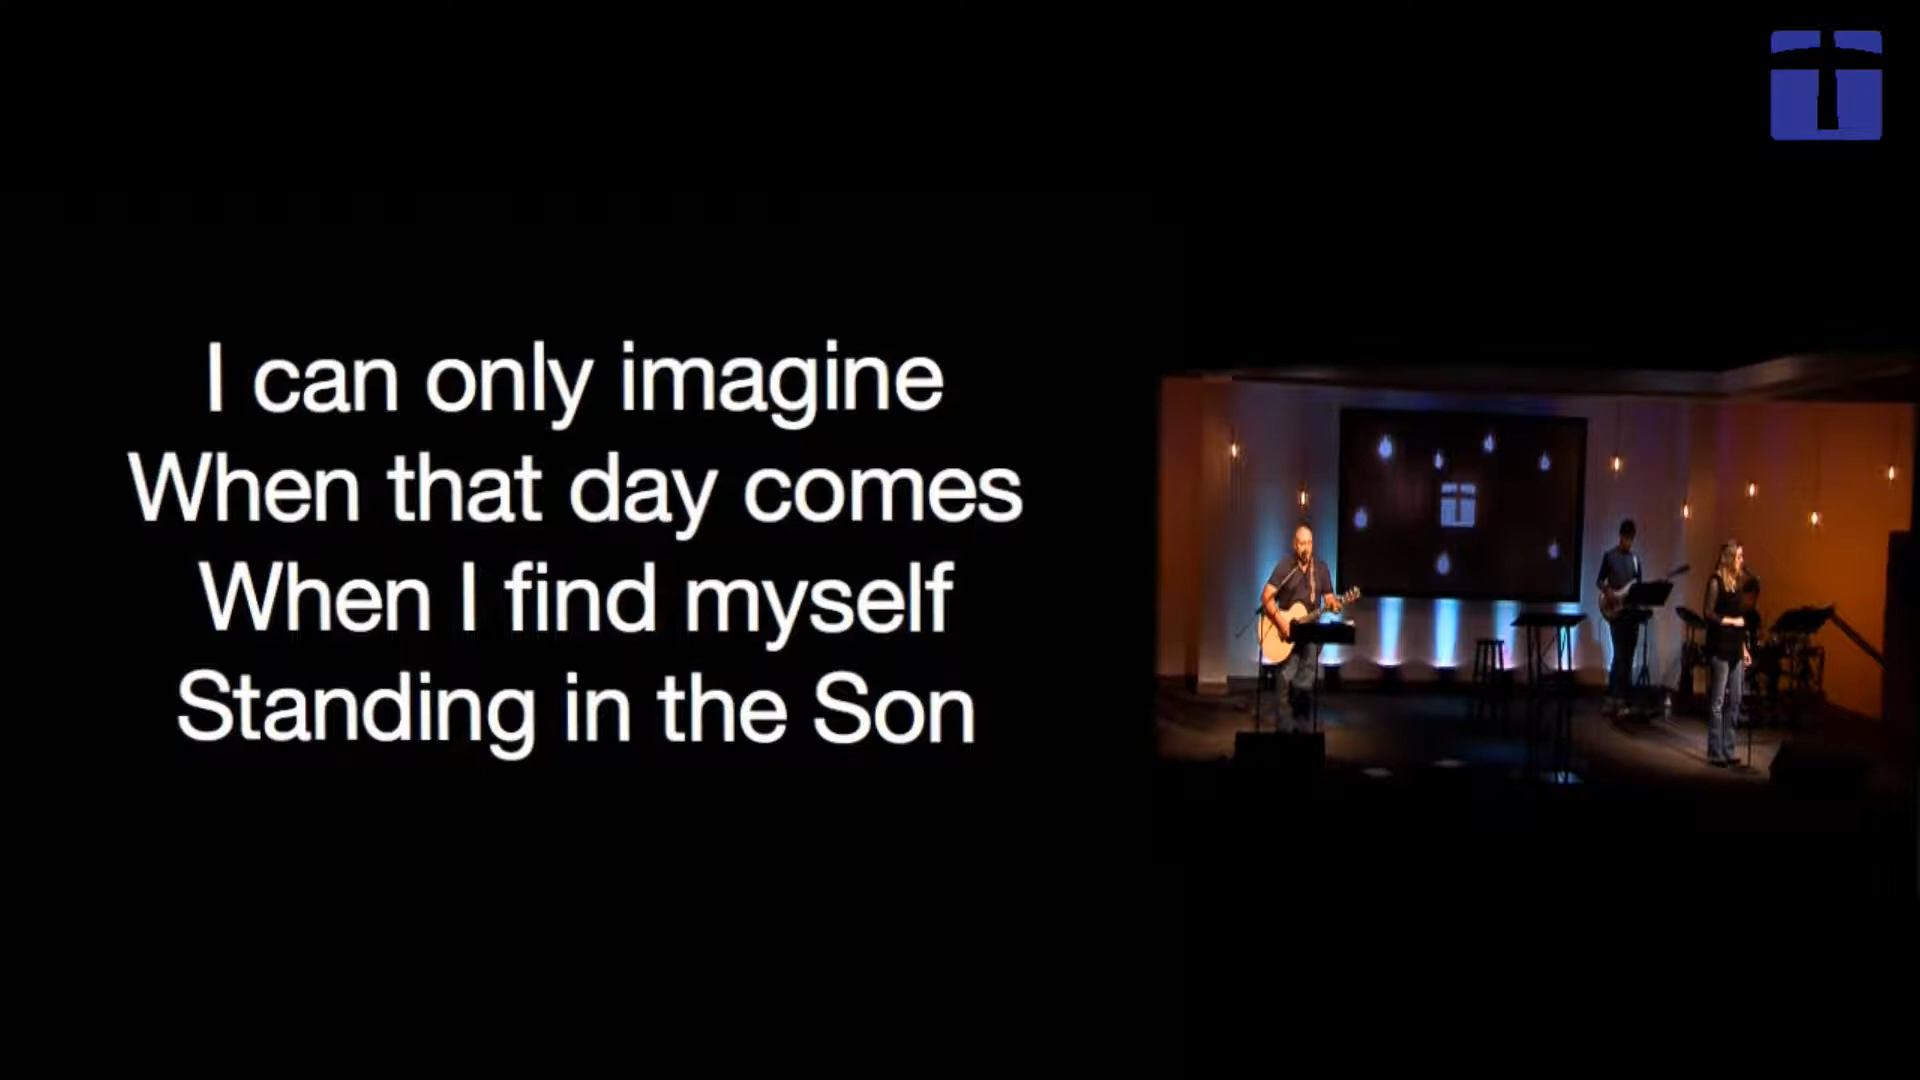 I can only imagine
When that day comes
When I find myself
Standing in the Son